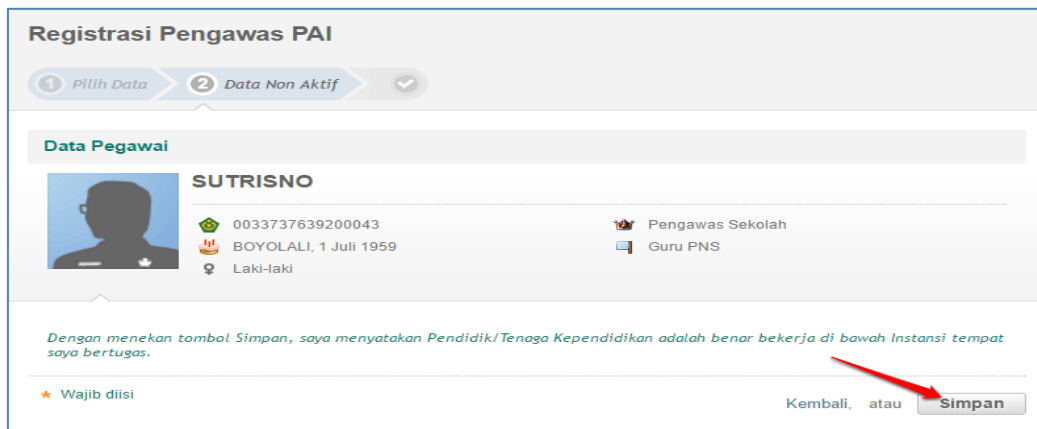 Registrasi Pengawas PAI
1 Pilih Data 2 Data Non Aktif
Data Pegawai
SUTRISNO
0033737639200043 Pengawas Sekolah
BOYOLALI, 1 Juli 1959 Guru PNS
Laki-laki
Dengan menekan tombol Simpan, saya menyatakan Pendidik/Tenaga Kependidikan adalah benar bekerja di bawah Instansi tempat
saya bertugas.
* Wajib diisi
Kembali, atau Simpan